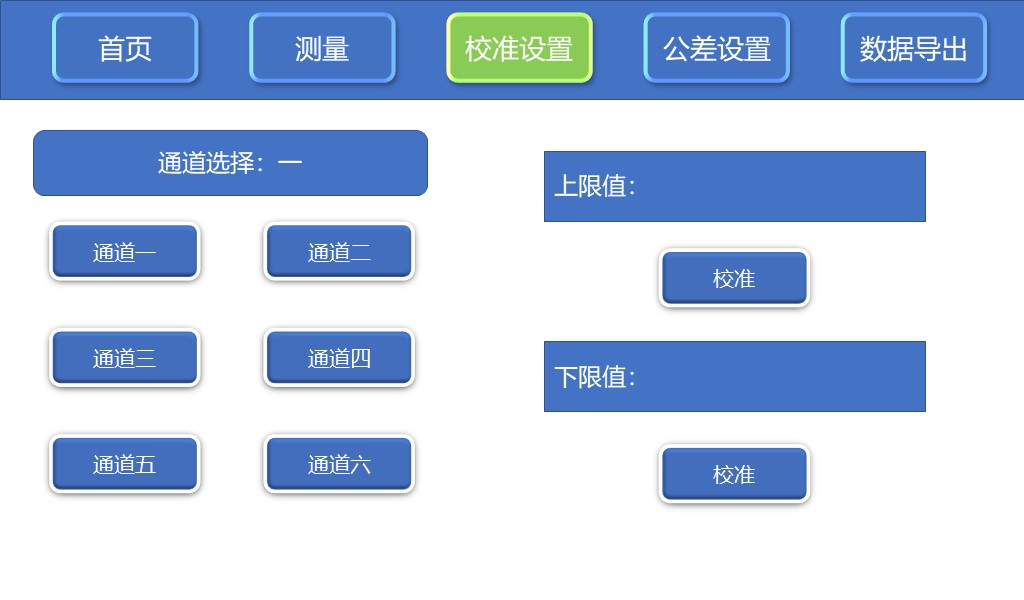 首页
测量
校准设置
公差设置
数据导出
通道选择：一
通道一
通道二
通道三
通道四
通道五
通道六
上限值：
校准
下限值：
校准